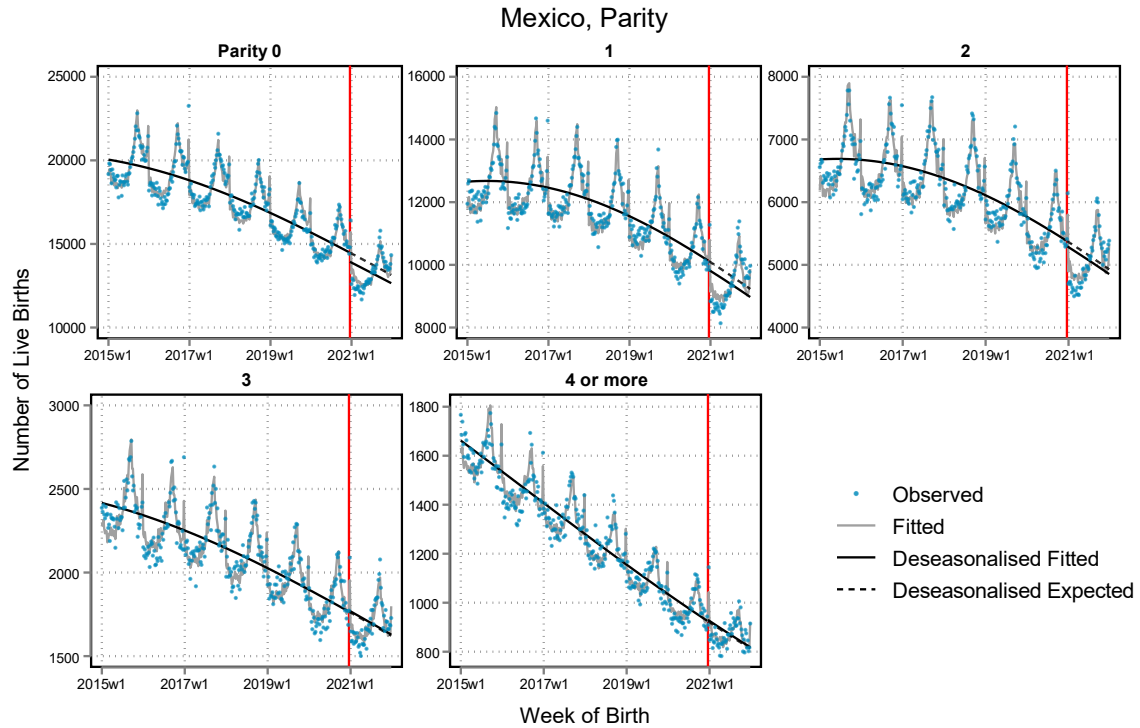 Mexico, Parity
Parity 0
1
2
25000
20000
15000
10000
2015w1 2017w1 2019w1 2021w1
16000
14000
12000
10000
8000
2015w1 2017w1 2019w1 2021w1
8000
7000
6000
5000
4000
2015w1 2017w1 2019w1 2021w1
3
4 or more
3000
2500
2000
1500
2015w1 2017w1 2019w1 2021w1
1800
1600
1400
1200
1000
800
2015w1 2017w1 2019w1 2021w1
Number of Live Births
Week of Birth
Observed
Fitted
Deseasonalised Fitted
Deseasonalised Expected